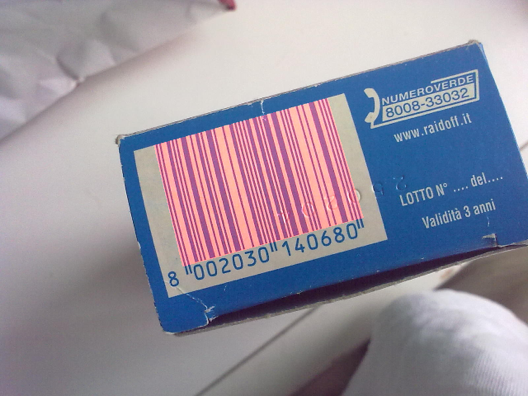 NUMEROVERDE
8008-33032
www.raidoff.it
LOTTO N° .... del....
Validità 3 anni
8 "002030"140680"